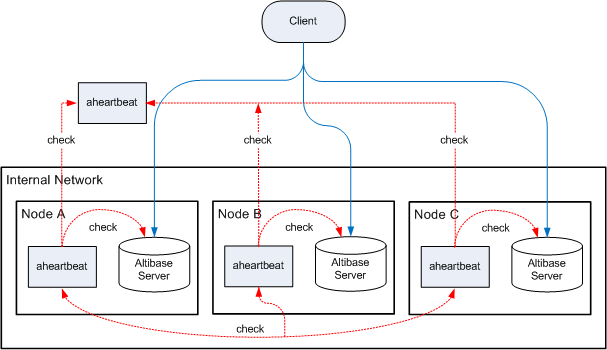 Client
aheartbeat
check
check
check
Internal Network
Node A
Node B
Node C
check
check
check
aheartbeat
Altibase
Server
aheartbeat
Altibase
Server
aheartbeat
Altibase
Server
check